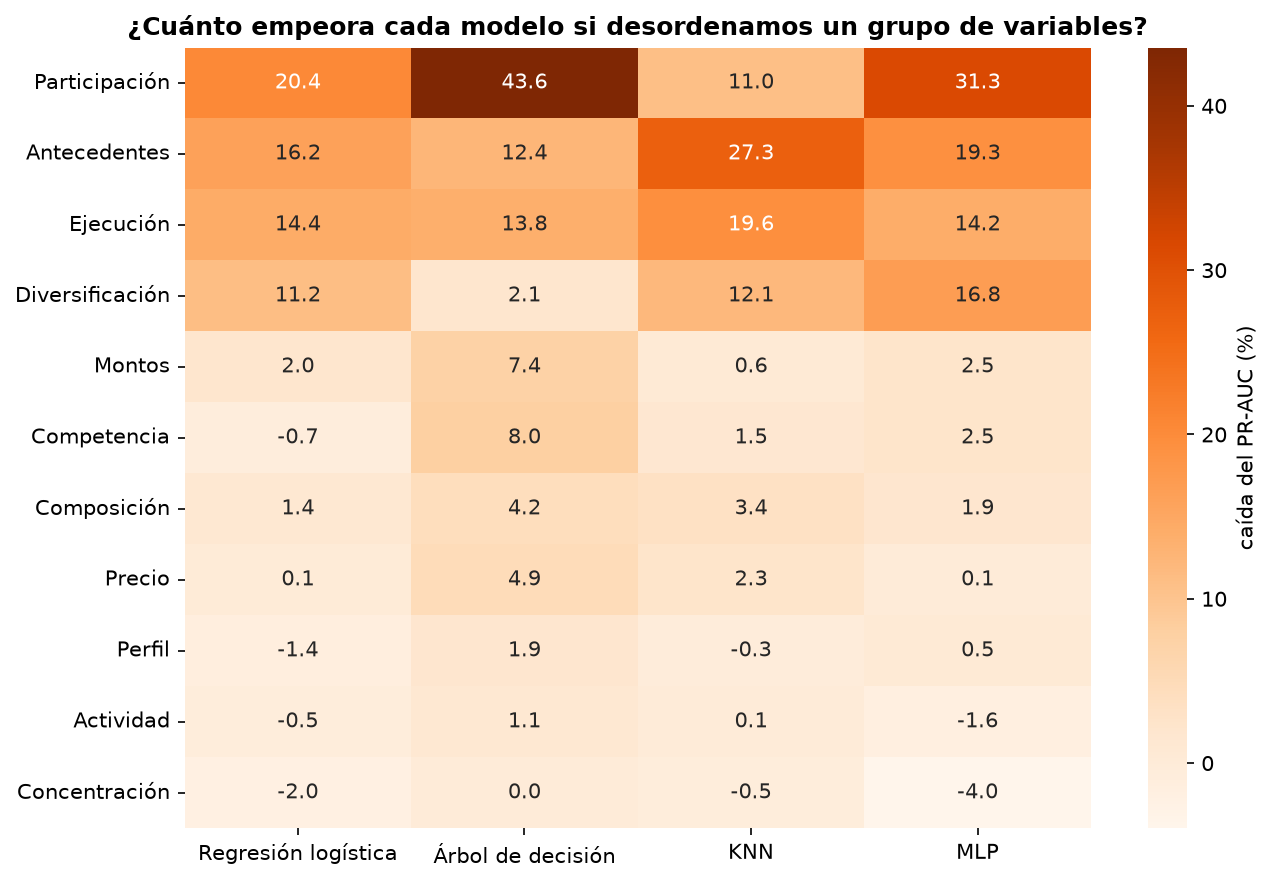 ¿Cuánto empeora cada modelo si desordenamos un grupo de variables?
Participación 20.4 43.6 11.0 31.3
Antecedentes 16.2 12.4 27.3 19.3
Ejecución 14.4 13.8 19.6 14.2
Diversificación 11.2 2.1 12.1 16.8
Montos 2.0 7.4 0.6 2.5
Competencia -0.7 8.0 1.5 2.5
Composición 1.4 4.2 3.4 1.9
Precio 0.1 4.9 2.3 0.1
Perfil -1.4 1.9 -0.3 0.5
Actividad -0.5 1.1 0.1 -1.6
Concentración -2.0 0.0 -0.5 -4.0
Regresión logística Árbol de decisión KNN MLP
40
30
20
10
0
caída del PR-AUC (%)